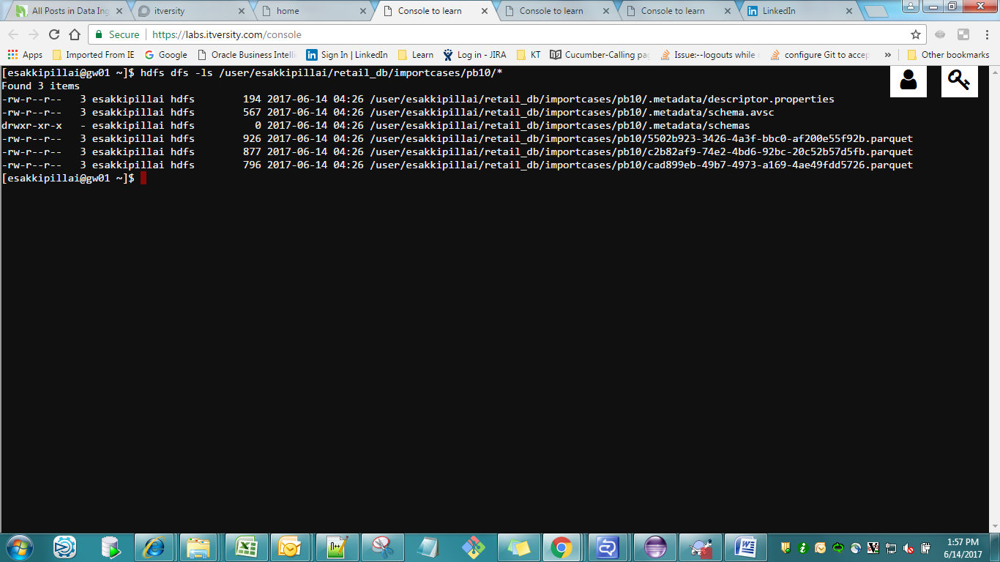 All Posts in Data Ing
itversity
home
Console to learn
Console to learn
Console to learn
LinkedIn
Secure | https://labs.itversity.com/console
Apps Imported From IE Google Oracle Business Intelli Sign In | LinkedIn Learn Log in - JIRA KT Cucumber-Calling pag Issue:--logouts while configure Git to accep » Other bookmarks
[esakkipillai@gw01 ~]$ hdfs dfs -ls /user/esakkipillai/retail_db/importcases/pb10/*
Found 3 items
-rw-r--r--   3 esakkipillai hdfs        194 2017-06-14 04:26 /user/esakkipillai/retail_db/importcases/pb10/.metadata/descriptor.properties
-rw-r--r--   3 esakkipillai hdfs        567 2017-06-14 04:26 /user/esakkipillai/retail_db/importcases/pb10/.metadata/schema.avsc
drwxr-xr-x   - esakkipillai hdfs          0 2017-06-14 04:26 /user/esakkipillai/retail_db/importcases/pb10/.metadata/schemas
-rw-r--r--   3 esakkipillai hdfs        926 2017-06-14 04:26 /user/esakkipillai/retail_db/importcases/pb10/5502b923-3426-4a3f-bbc0-af200e55f92b.parquet
-rw-r--r--   3 esakkipillai hdfs        877 2017-06-14 04:26 /user/esakkipillai/retail_db/importcases/pb10/c2b82af9-74e2-4bd6-92bc-20c52b57d5fb.parquet
-rw-r--r--   3 esakkipillai hdfs        796 2017-06-14 04:26 /user/esakkipillai/retail_db/importcases/pb10/cad899eb-49b7-4973-a169-4ae49fdd5726.parquet
[esakkipillai@gw01 ~]$
1:57 PM
6/14/2017